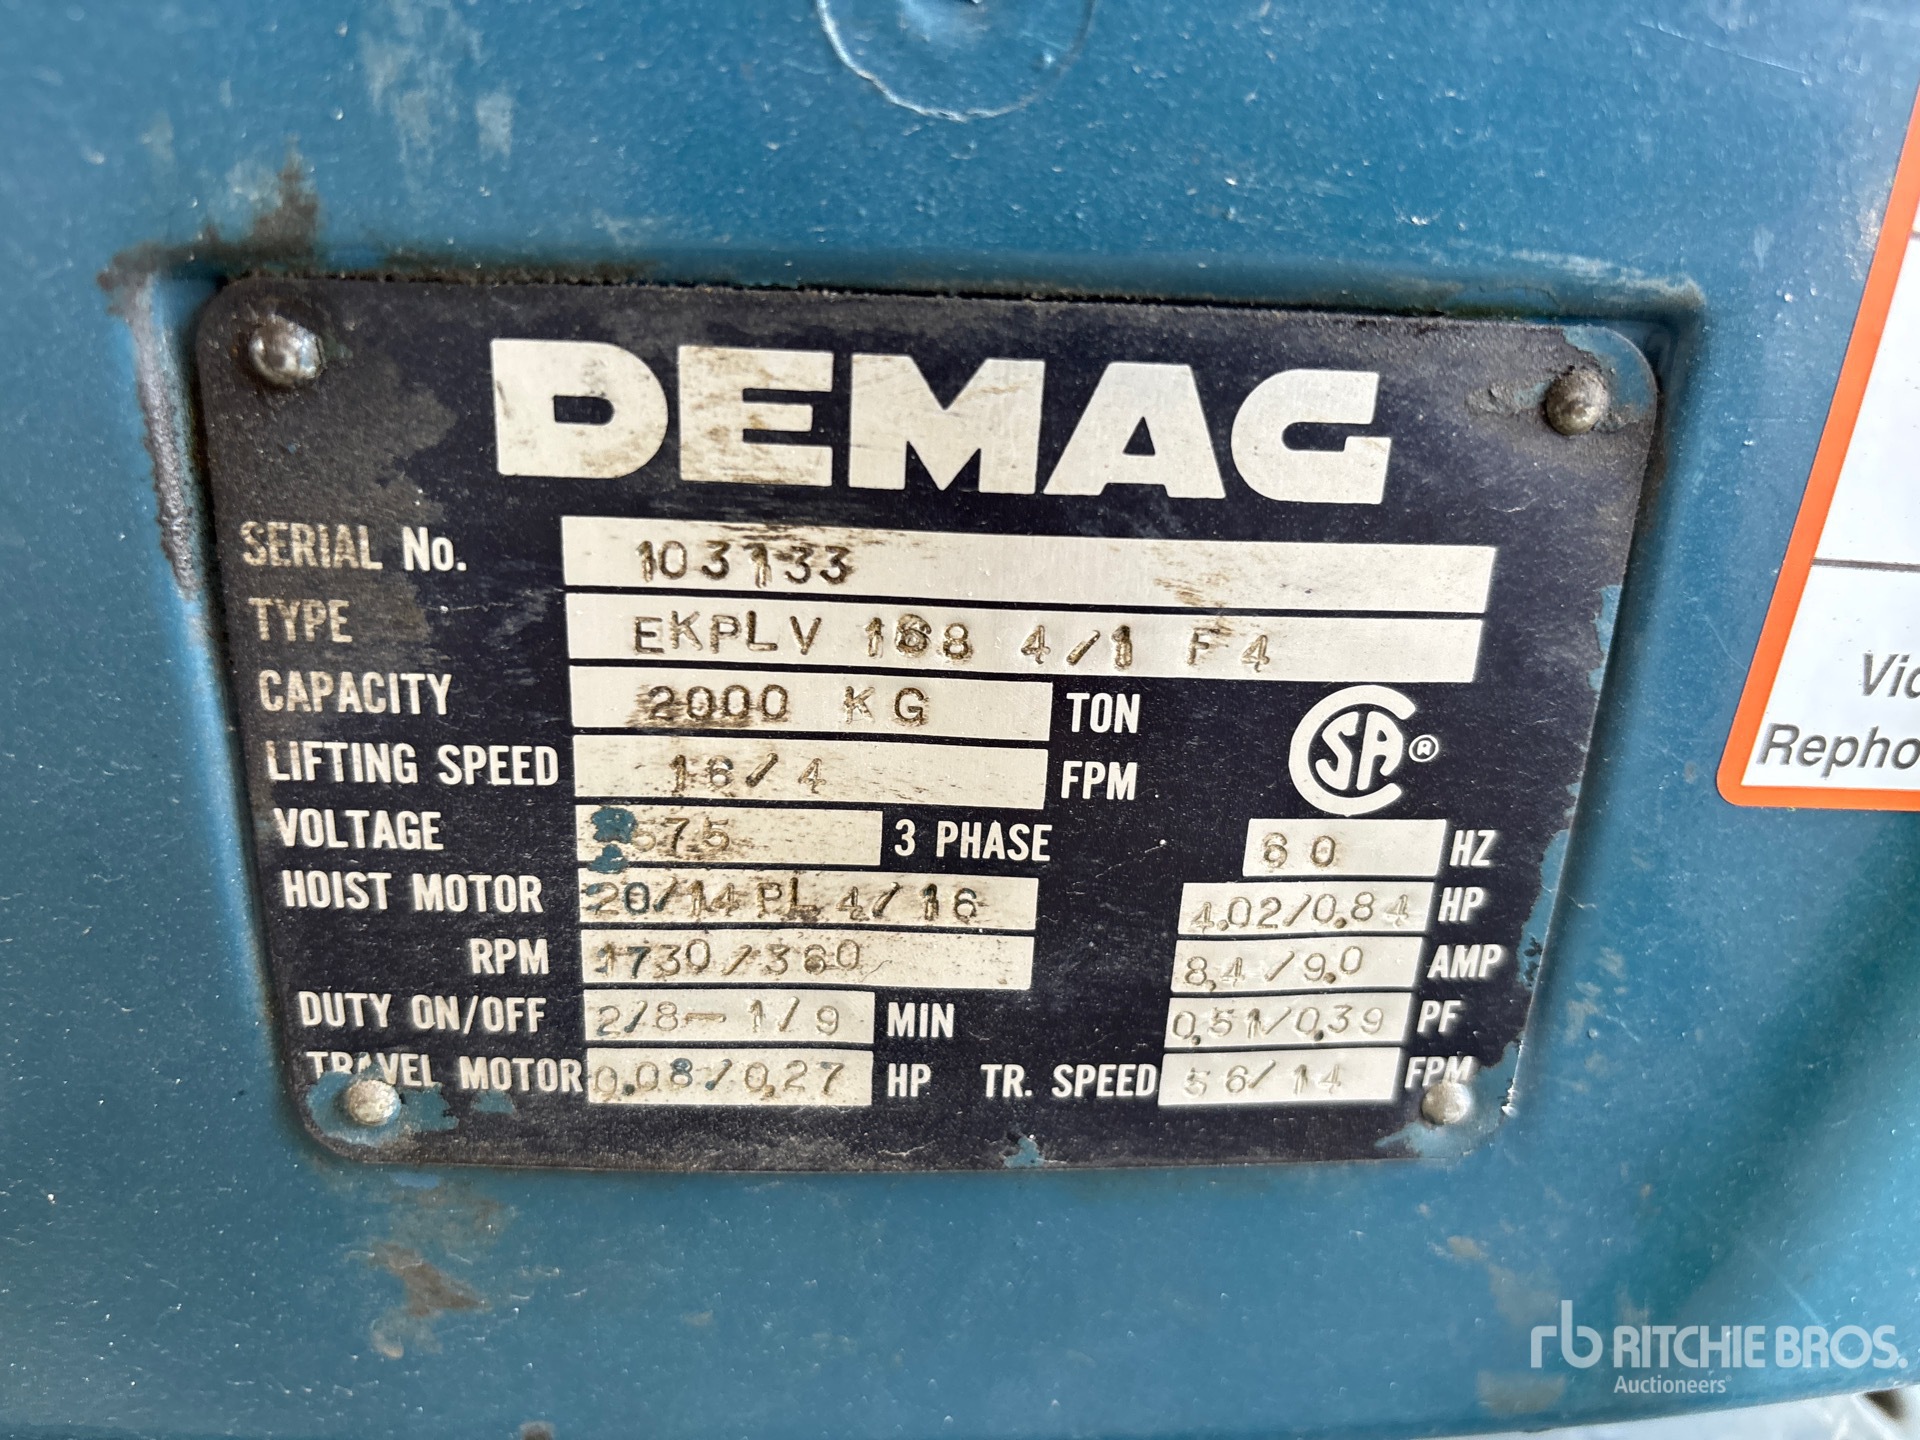 DEMAG
SERIAL No. 103133
TYPE EKPLV 168 4/1 F4
CAPACITY 2000 KG TON
CSA ®
LIFTING SPEED 16/4 FPM
VOLTAGE 575 3 PHASE 60 HZ
HOIST MOTOR 20/14 PL 4/16 4.02/0.84 HP
RPM 1730/360 8.4/9.0 AMP
DUTY ON/OFF 2/8-1/9 MIN 0.51/0.39 PF
TRAVEL MOTOR 0.08/0.27 HP TR. SPEED 56/14 FPM
Vid
Repho
rb RITCHIE BROS.
Auctioneers